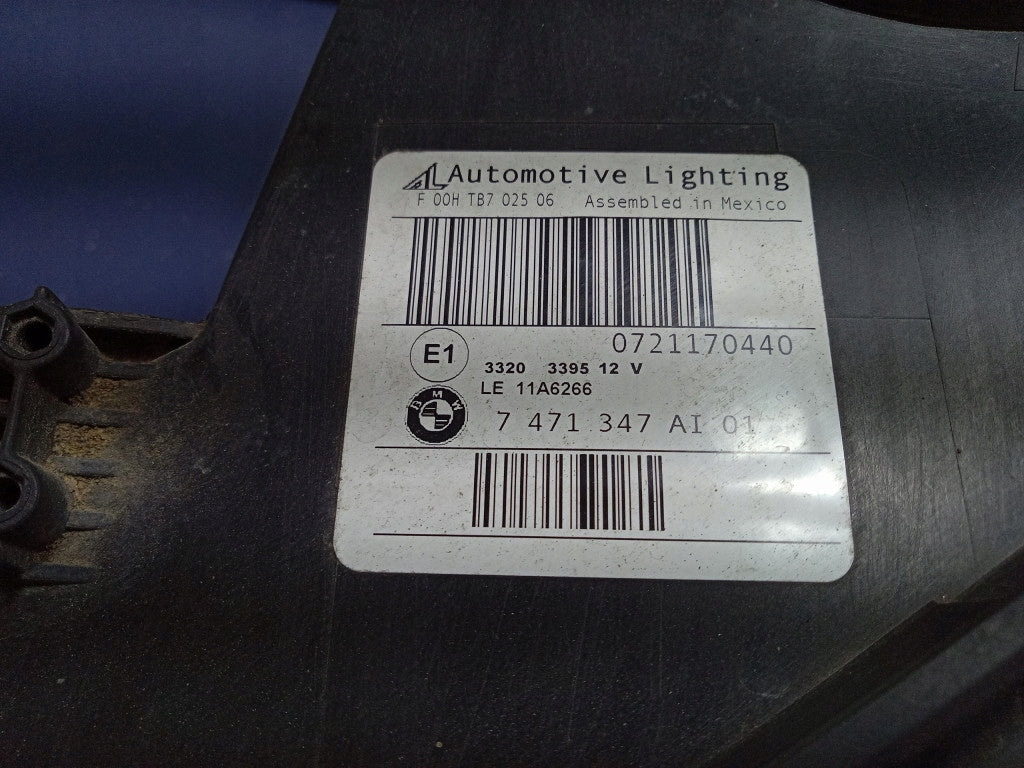 AL Automotive Lighting
F 00H TB7 025 06 Assembled in Mexico
0721170440
E1
3320 3395 12 V
LE 11A6266
BMW
7 471 347 AI 01